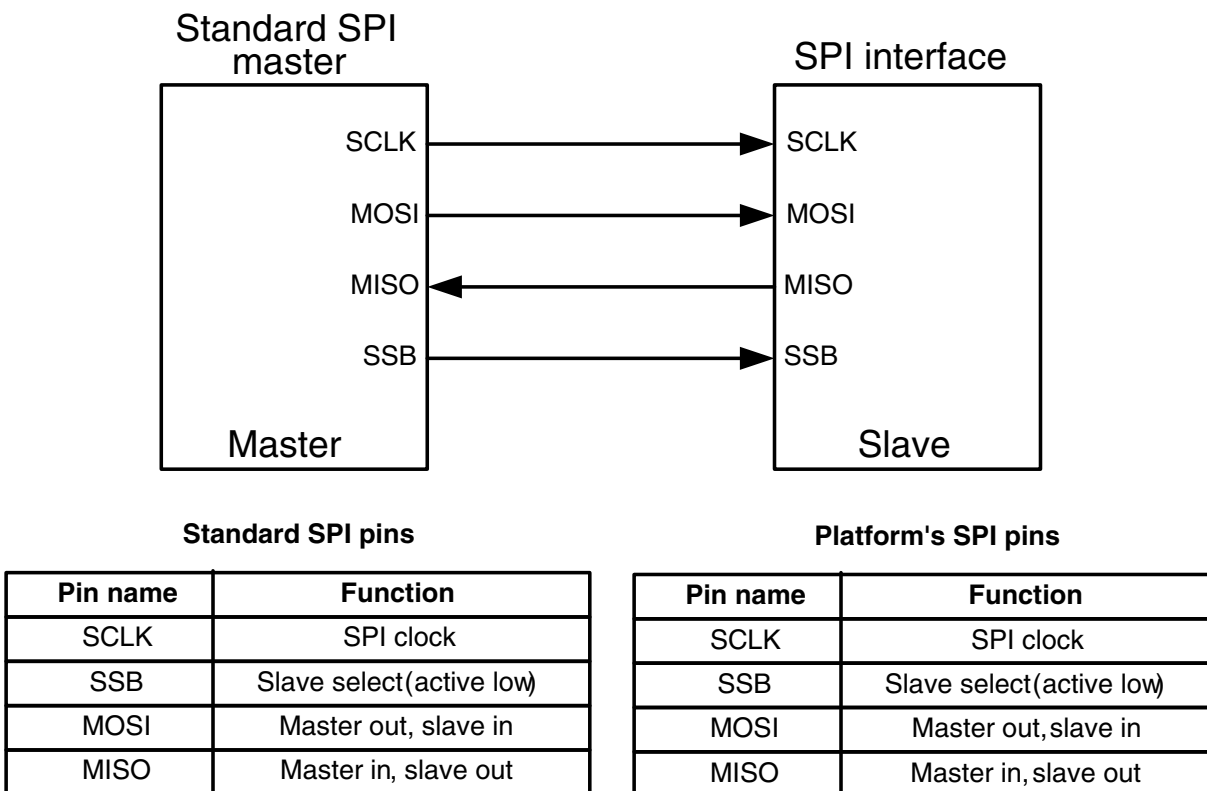 Standard SPI
master
SPI interface
SCLK
SCLK
MOSI
MOSI
MISO
MISO
SSB
SSB
Master
Slave
Standard SPI pins
Platform's SPI pins
Pin name Function
SCLK SPI clock
SSB Slave select(active low)
MOSI Master out, slave in
MISO Master in, slave out
Pin name Function
SCLK SPI clock
SSB Slave select(active low)
MOSI Master out,slave in
MISO Master in,slave out